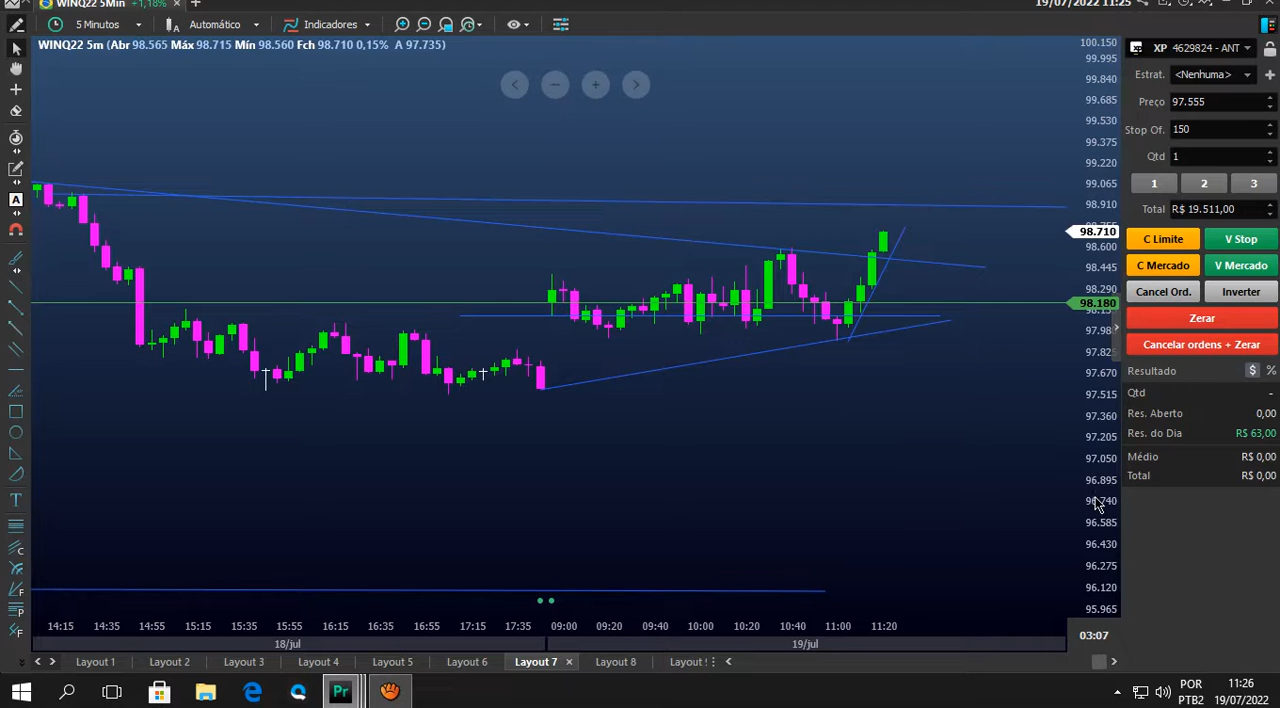 WINQ22 5Min +1,18%
19/07/2022 11:25
5 Minutos
Automático
Indicadores
WINQ22 5m (Abr 98.565 Máx 98.715 Mín 98.560 Fch 98.710 0,15% A 97.735)
100.150
99.995
99.840
99.685
99.530
99.375
99.220
99.065
98.910
98.710
98.600
98.445
98.290
98.180
97.825
97.670
97.515
97.360
97.205
97.050
96.895
96.740
96.585
96.430
96.275
96.120
95.965
XP 4629824 - ANT
Estrat. <Nenhuma>
Preço 97.555
Stop Of. 150
Qtd 1
1 2 3
Total R$ 19.511,00
C Limite V Stop
C Mercado V Mercado
Cancel Ord. Inverter
Zerar
Cancelar ordens + Zerar
Resultado $ %
Qtd -
Res. Aberto 0,00
Res. do Dia R$ 63,00
Médio R$ 0,00
Total R$ 0,00
14:15 14:35 14:55 15:15 15:35 15:55 16:15 16:35 16:55 17:15 17:35 09:00 09:20 09:40 10:00 10:20 10:40 11:00 11:20
18/jul 19/jul
03:07
Layout 1 Layout 2 Layout 3 Layout 4 Layout 5 Layout 6 Layout 7 Layout 8 Layout
Pr
POR
PTB2
11:26
19/07/2022